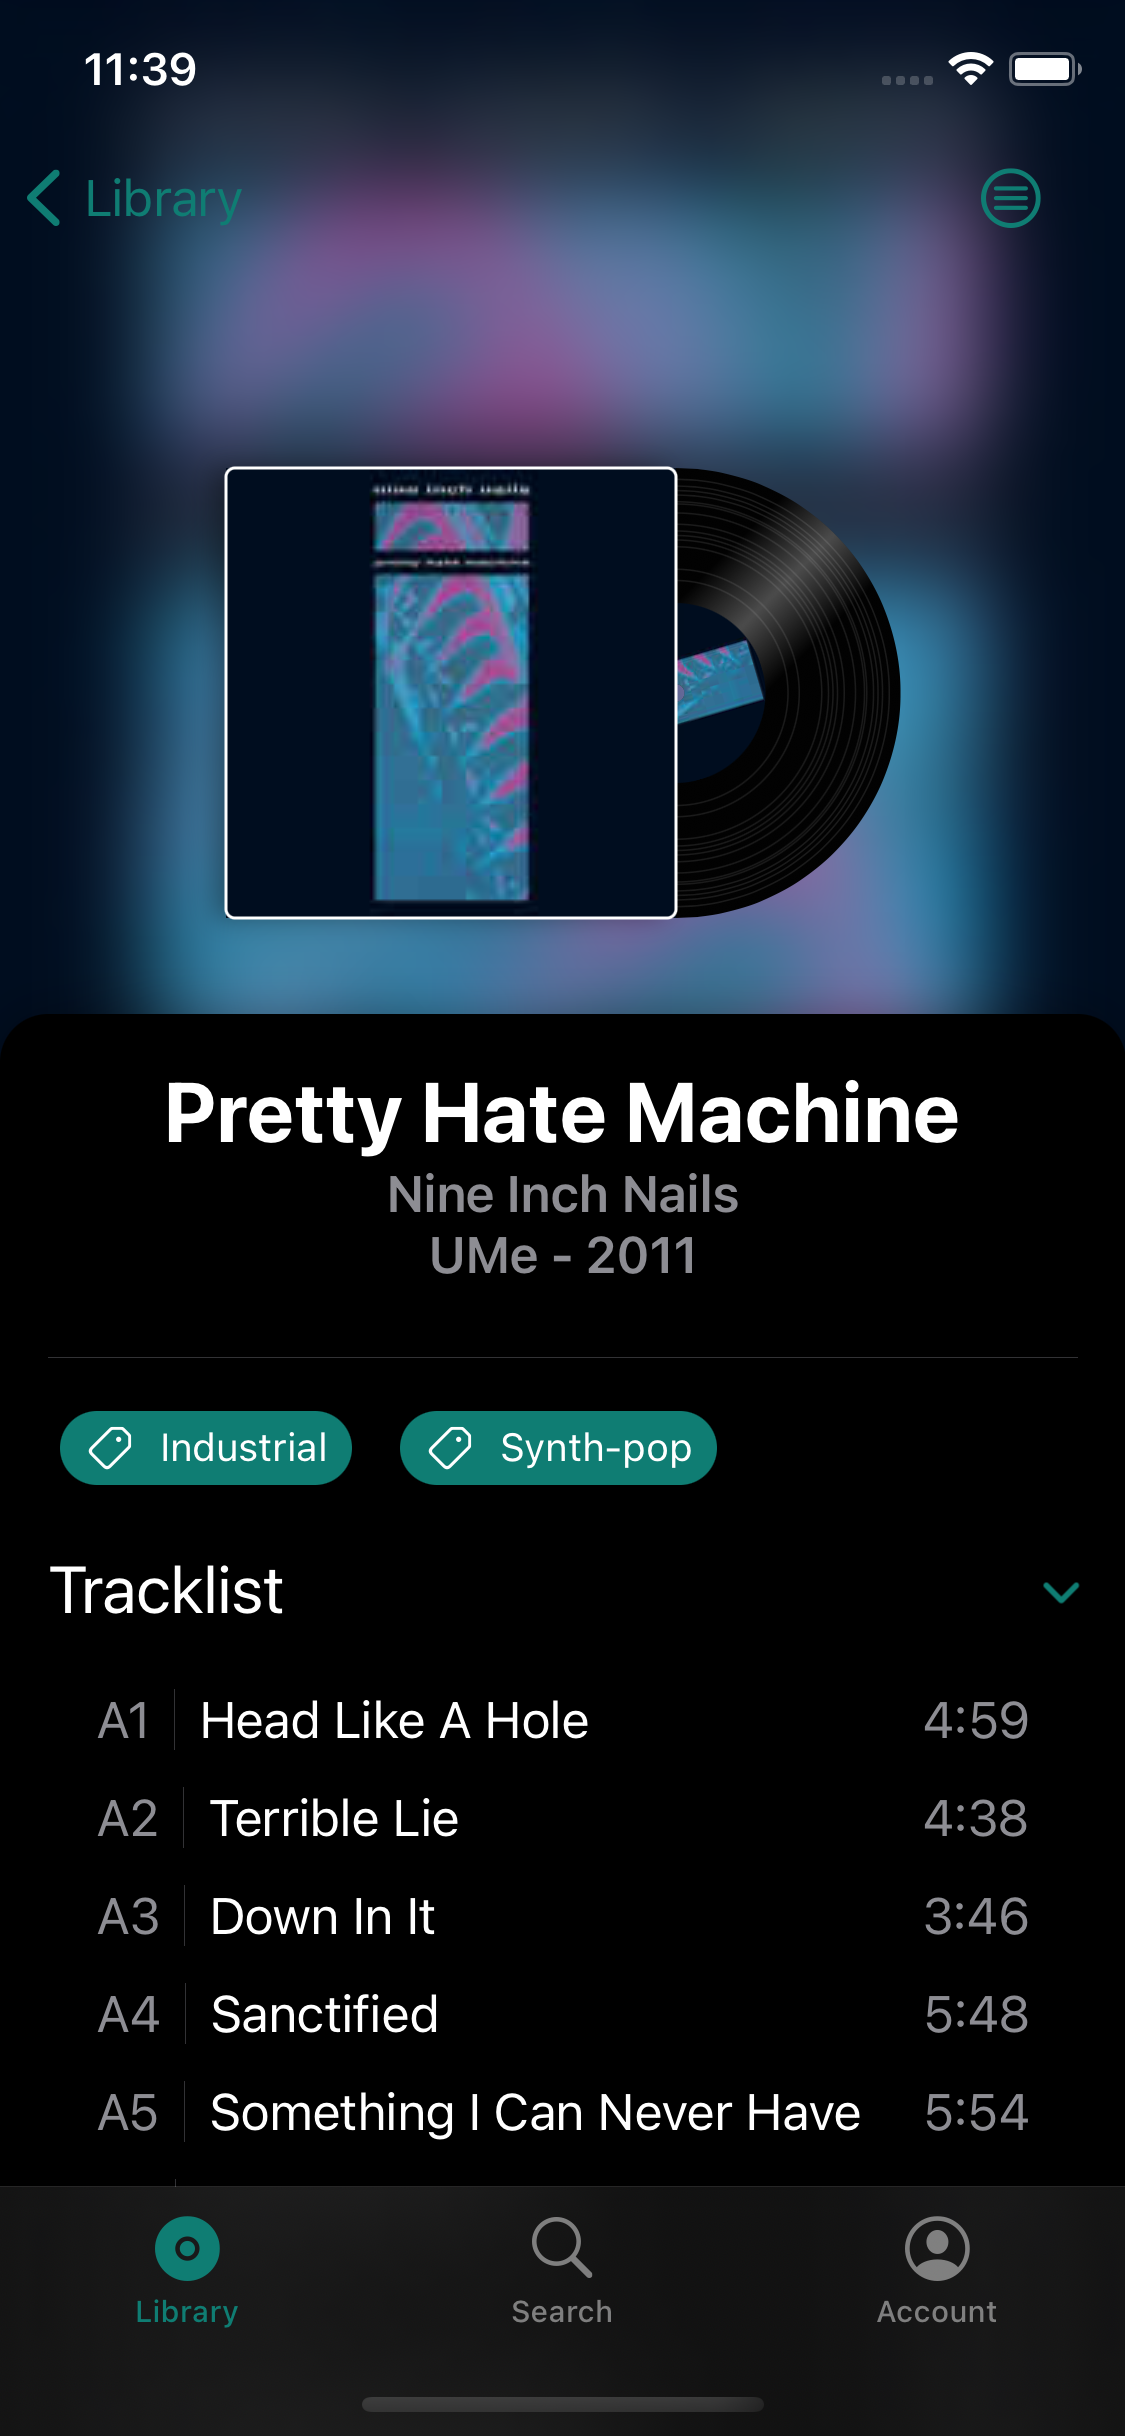 11:39
Library
nine inch nails
pretty hate machine
Pretty Hate Machine
Nine Inch Nails
UMe - 2011
Industrial
Synth-pop
Tracklist
A1 Head Like A Hole 4:59
A2 Terrible Lie 4:38
A3 Down In It 3:46
A4 Sanctified 5:48
A5 Something I Can Never Have 5:54
Library
Search
Account